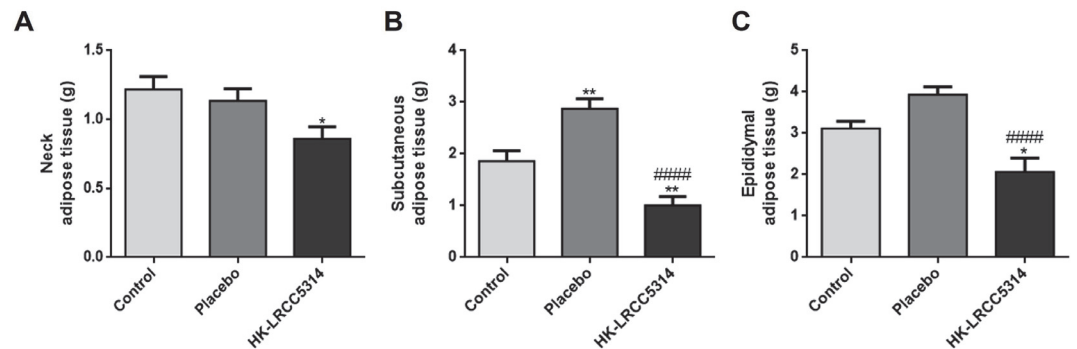 A
Neck
adipose tissue (g)
1.5
1.0
0.5
0.0
*
Control
Placebo
HK-LRCC5314
B
Subcutaneous
adipose tissue (g)
4
3
2
1
0
**
####
**
Control
Placebo
HK-LRCC5314
C
Epididymal
adipose tissue (g)
5
4
3
2
1
0
####
*
Control
Placebo
HK-LRCC5314